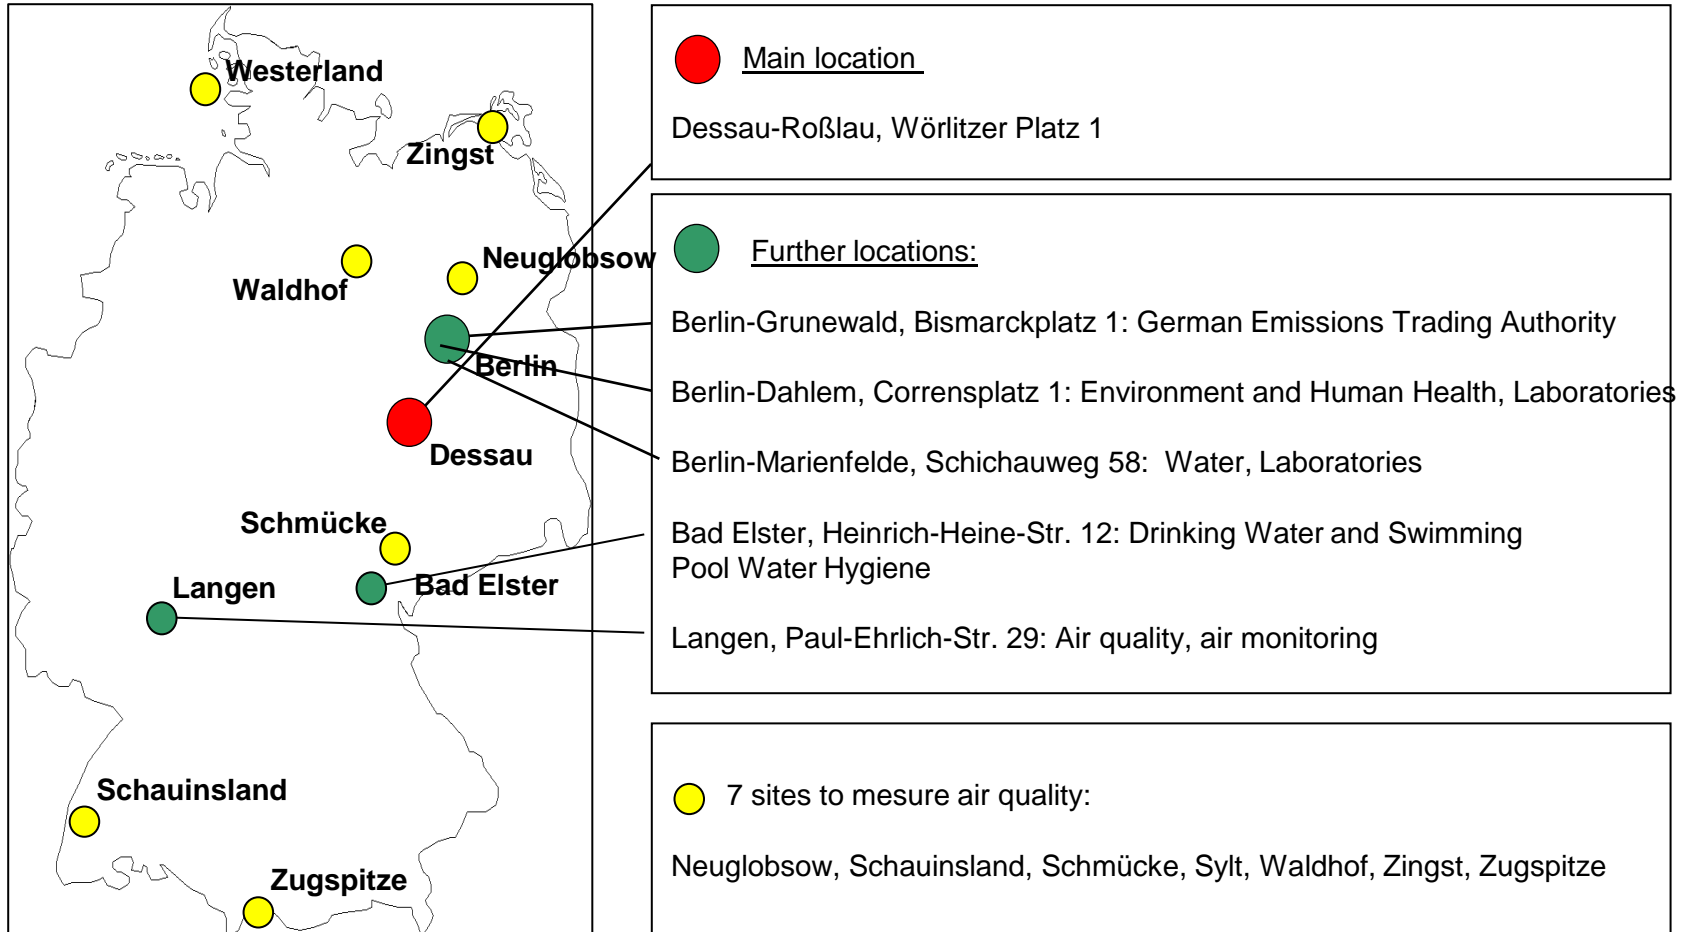 Westerland
Zingst
Waldhof
Neuglobsow
Berlin
Dessau
Schmücke
Bad Elster
Langen
Schauinsland
Zugspitze
Main location
Dessau-Roßlau, Wörlitzer Platz 1
Further locations:
Berlin-Grunewald, Bismarckplatz 1: German Emissions Trading Authority
Berlin-Dahlem, Corrensplatz 1: Environment and Human Health, Laboratories
Berlin-Marienfelde, Schichauweg 58: Water, Laboratories
Bad Elster, Heinrich-Heine-Str. 12: Drinking Water and Swimming
Pool Water Hygiene
Langen, Paul-Ehrlich-Str. 29: Air quality, air monitoring
7 sites to mesure air quality:
Neuglobsow, Schauinsland, Schmücke, Sylt, Waldhof, Zingst, Zugspitze